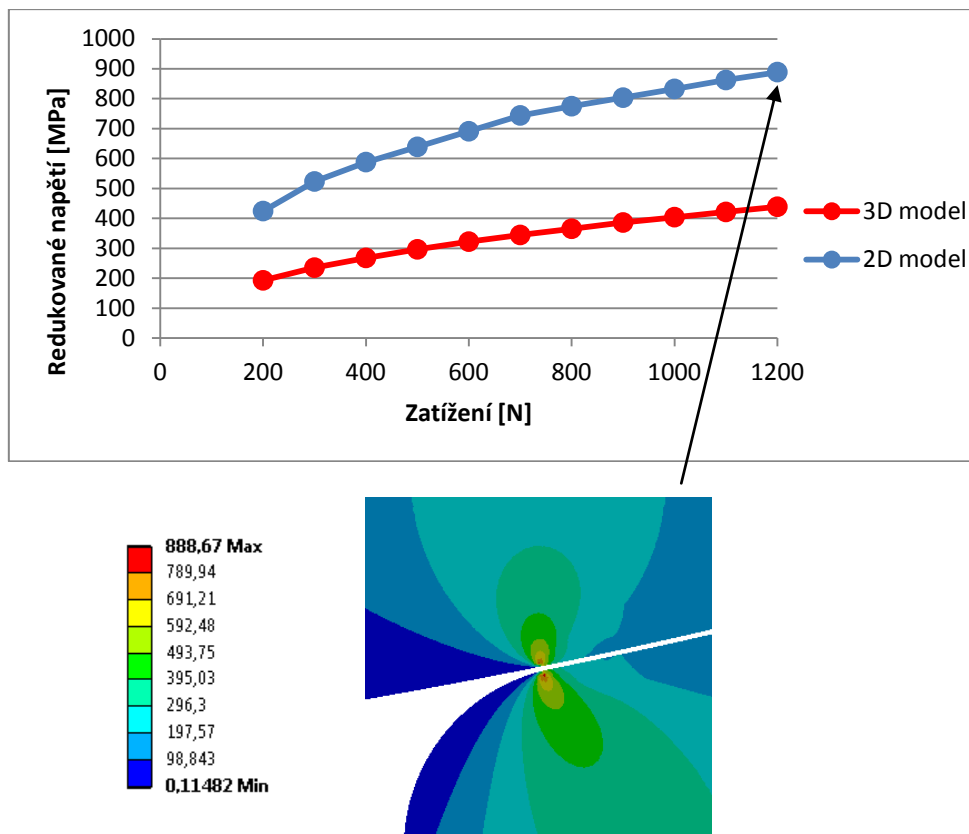 1000
900
800
700
600
500
400
300
200
100
0
Redukované napětí [MPa]
0 200 400 600 800 1000 1200
Zatížení [N]
3D model
2D model
888,67 Max
789,94
691,21
592,48
493,75
395,03
296,3
197,57
98,843
0,11482 Min